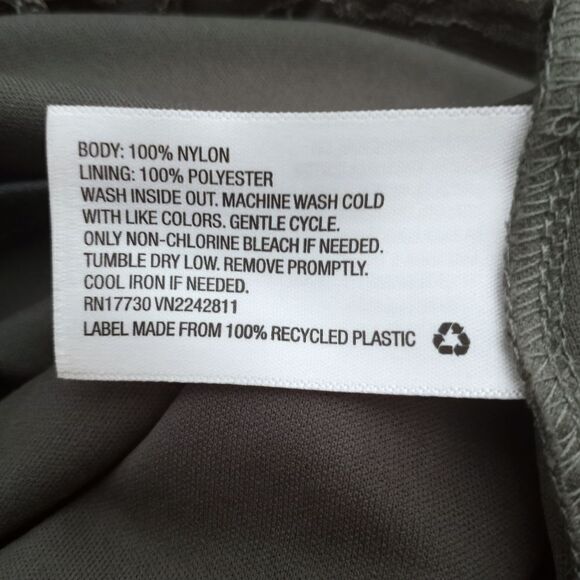 BODY: 100% NYLON
LINING: 100% POLYESTER
WASH INSIDE OUT. MACHINE WASH COLD
WITH LIKE COLORS. GENTLE CYCLE.
ONLY NON-CHLORINE BLEACH IF NEEDED.
TUMBLE DRY LOW. REMOVE PROMPTLY.
COOL IRON IF NEEDED.
RN17730 VN2242811
LABEL MADE FROM 100% RECYCLED PLASTIC